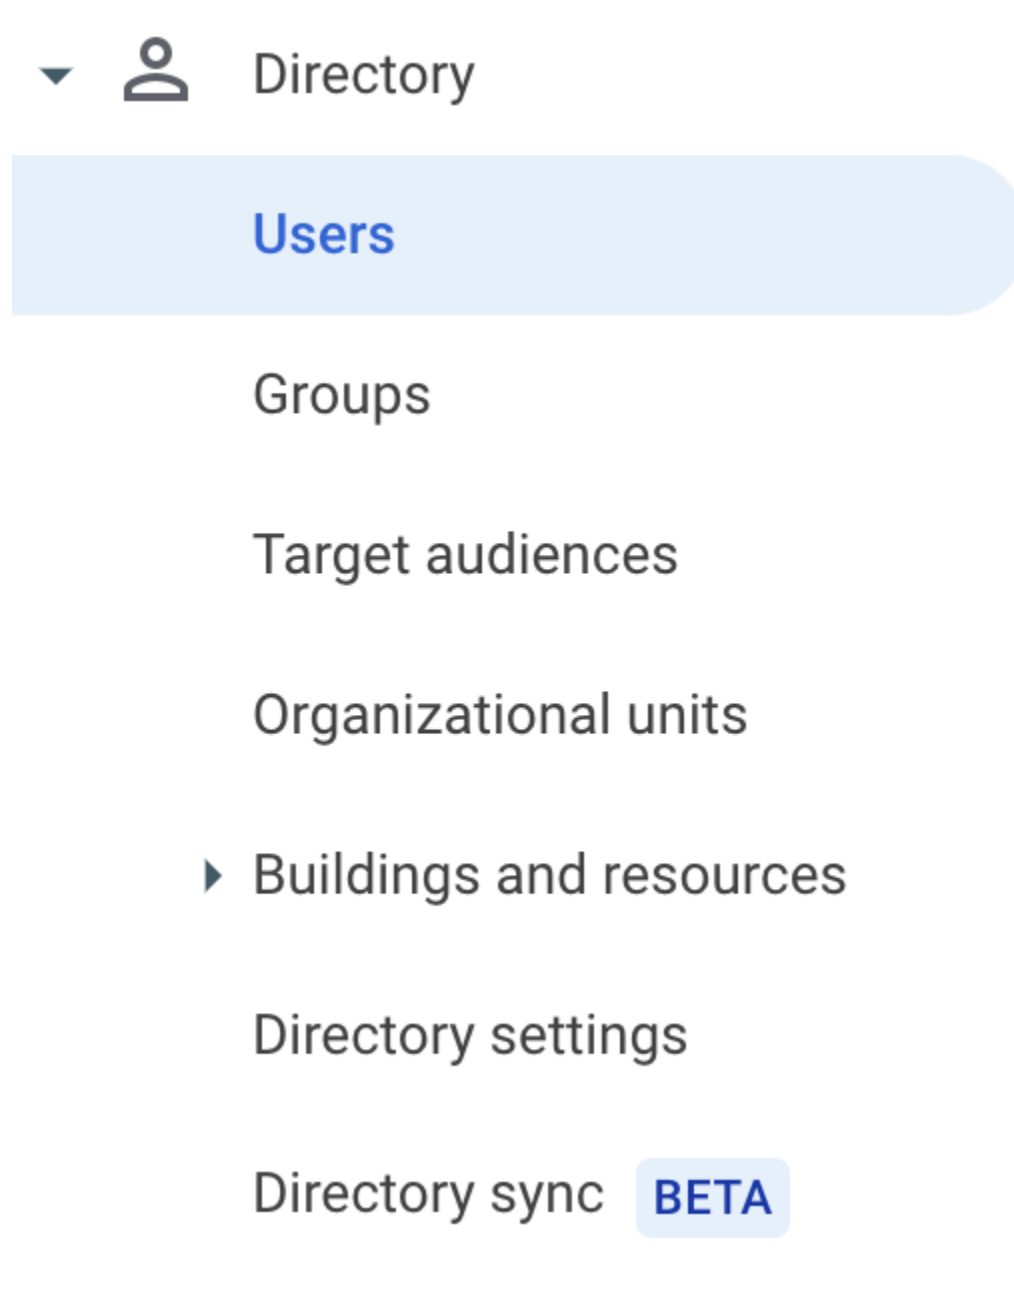 Directory
Users
Groups
Target audiences
Organizational units
Buildings and resources
Directory settings
Directory sync BETA